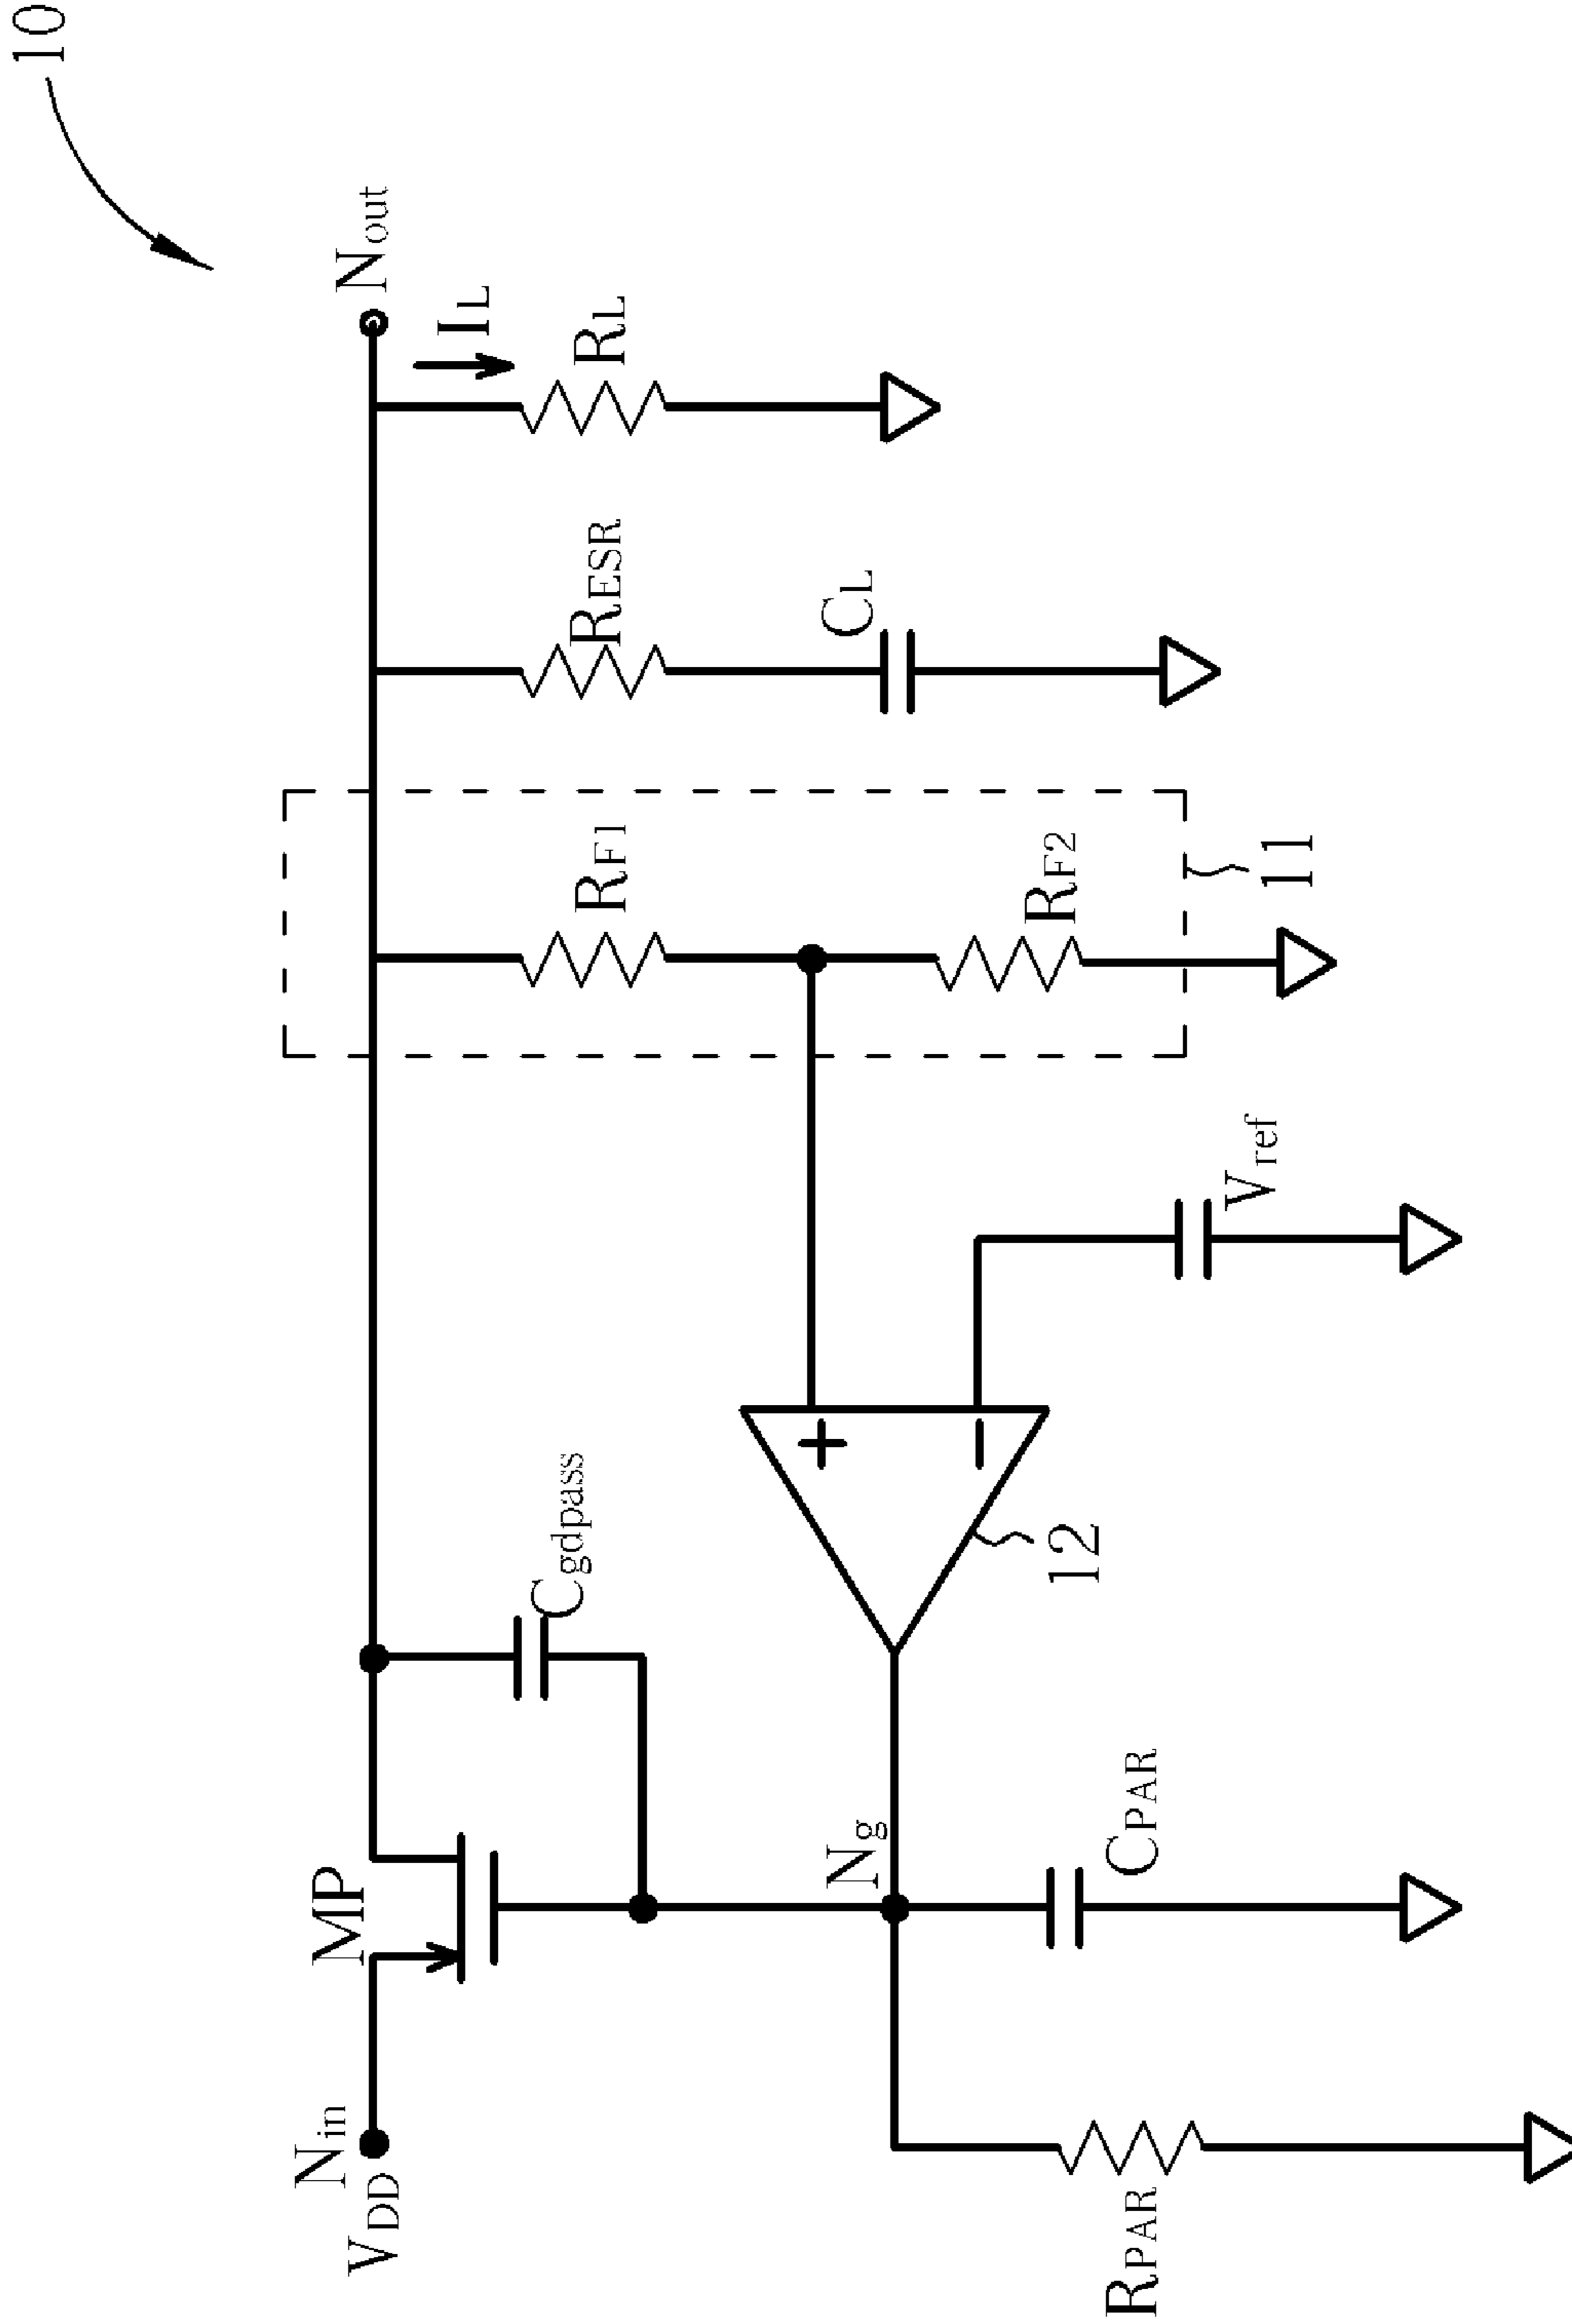 10
Nin
VDD
MP
Cgdpass
Nout
IL
RF1
RESR
RL
CL
Ng
12
RF2
Vref
11
RPAR
CPAR
+
−